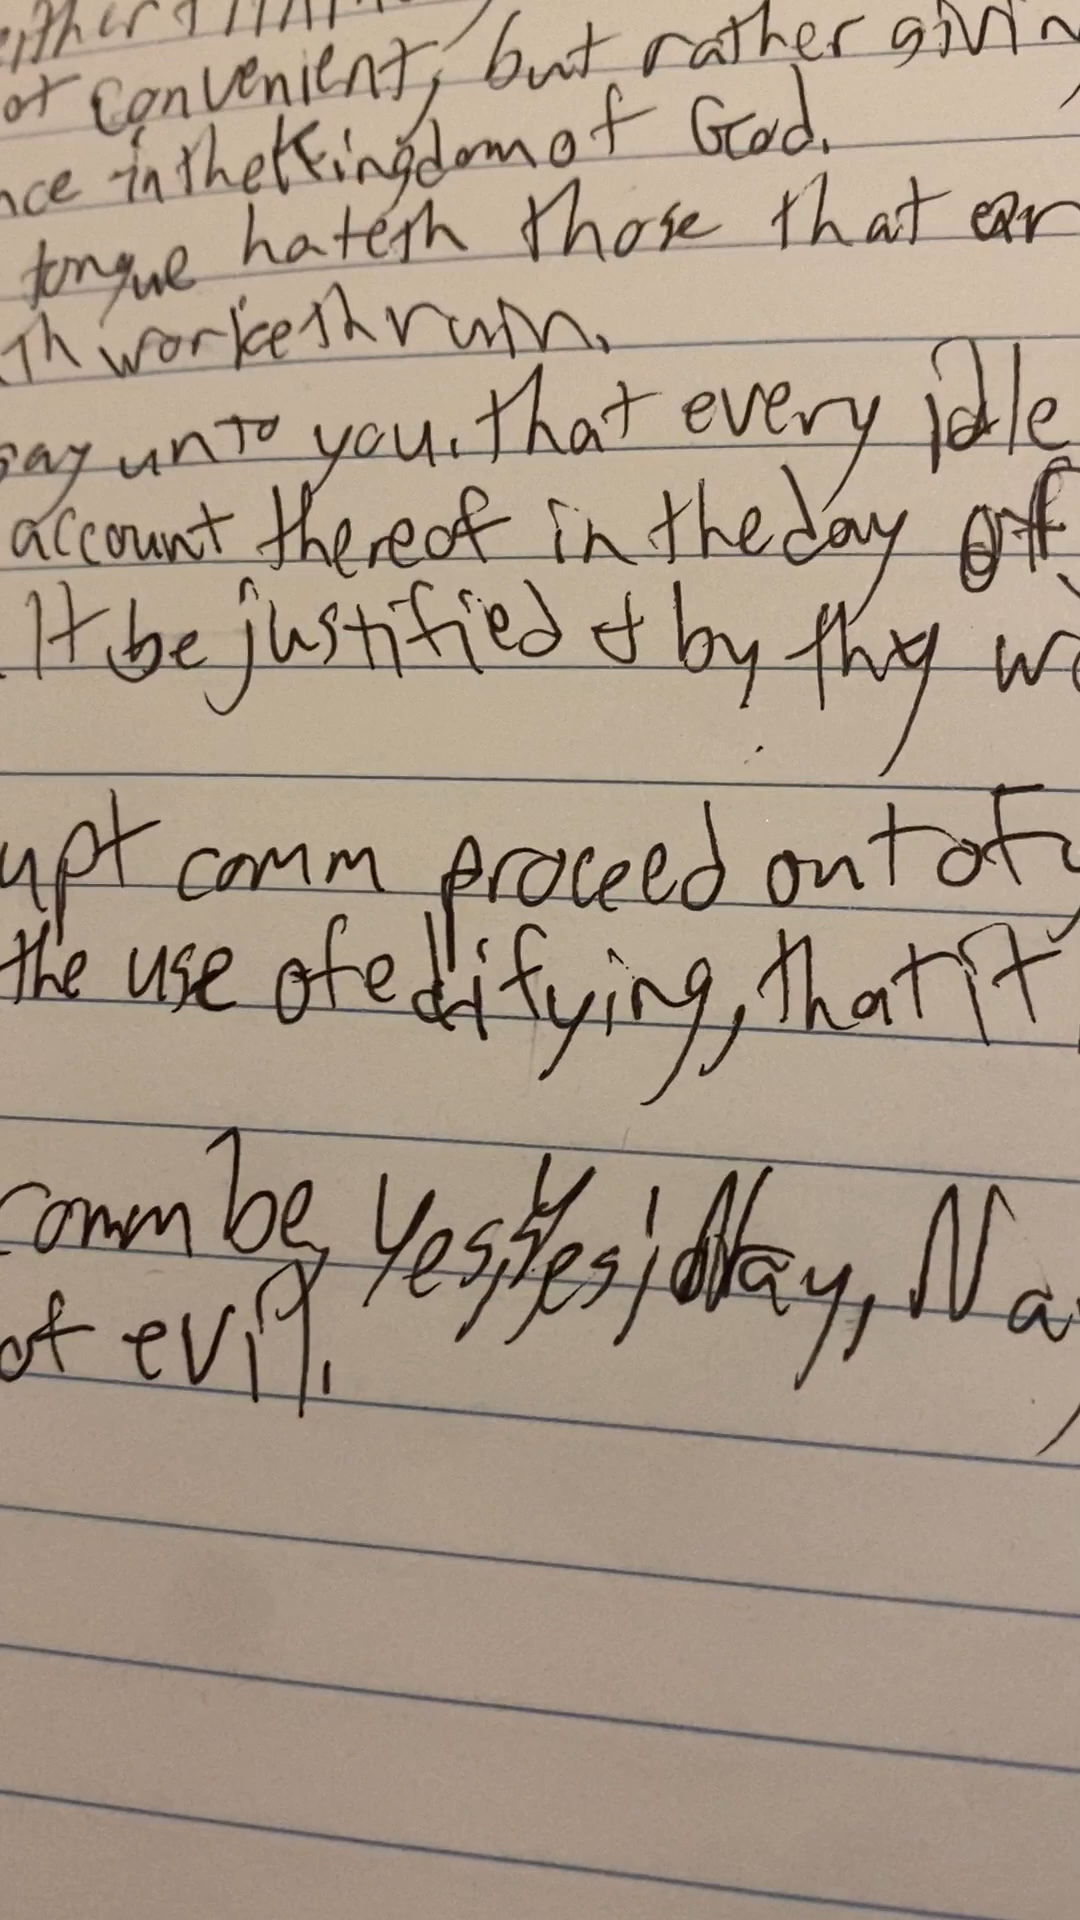 either
ot convenient, but rather givin
nce in the Kingdom of God.
tongue hateth those that
th worketh ruin.
say unto you. that every idle
account thereof in the day of
lt be justified & by thy wo
upt comm proceed out of y
the use of edifying, that it
comm be, Yes, Yes; Nay, Na
of evil.